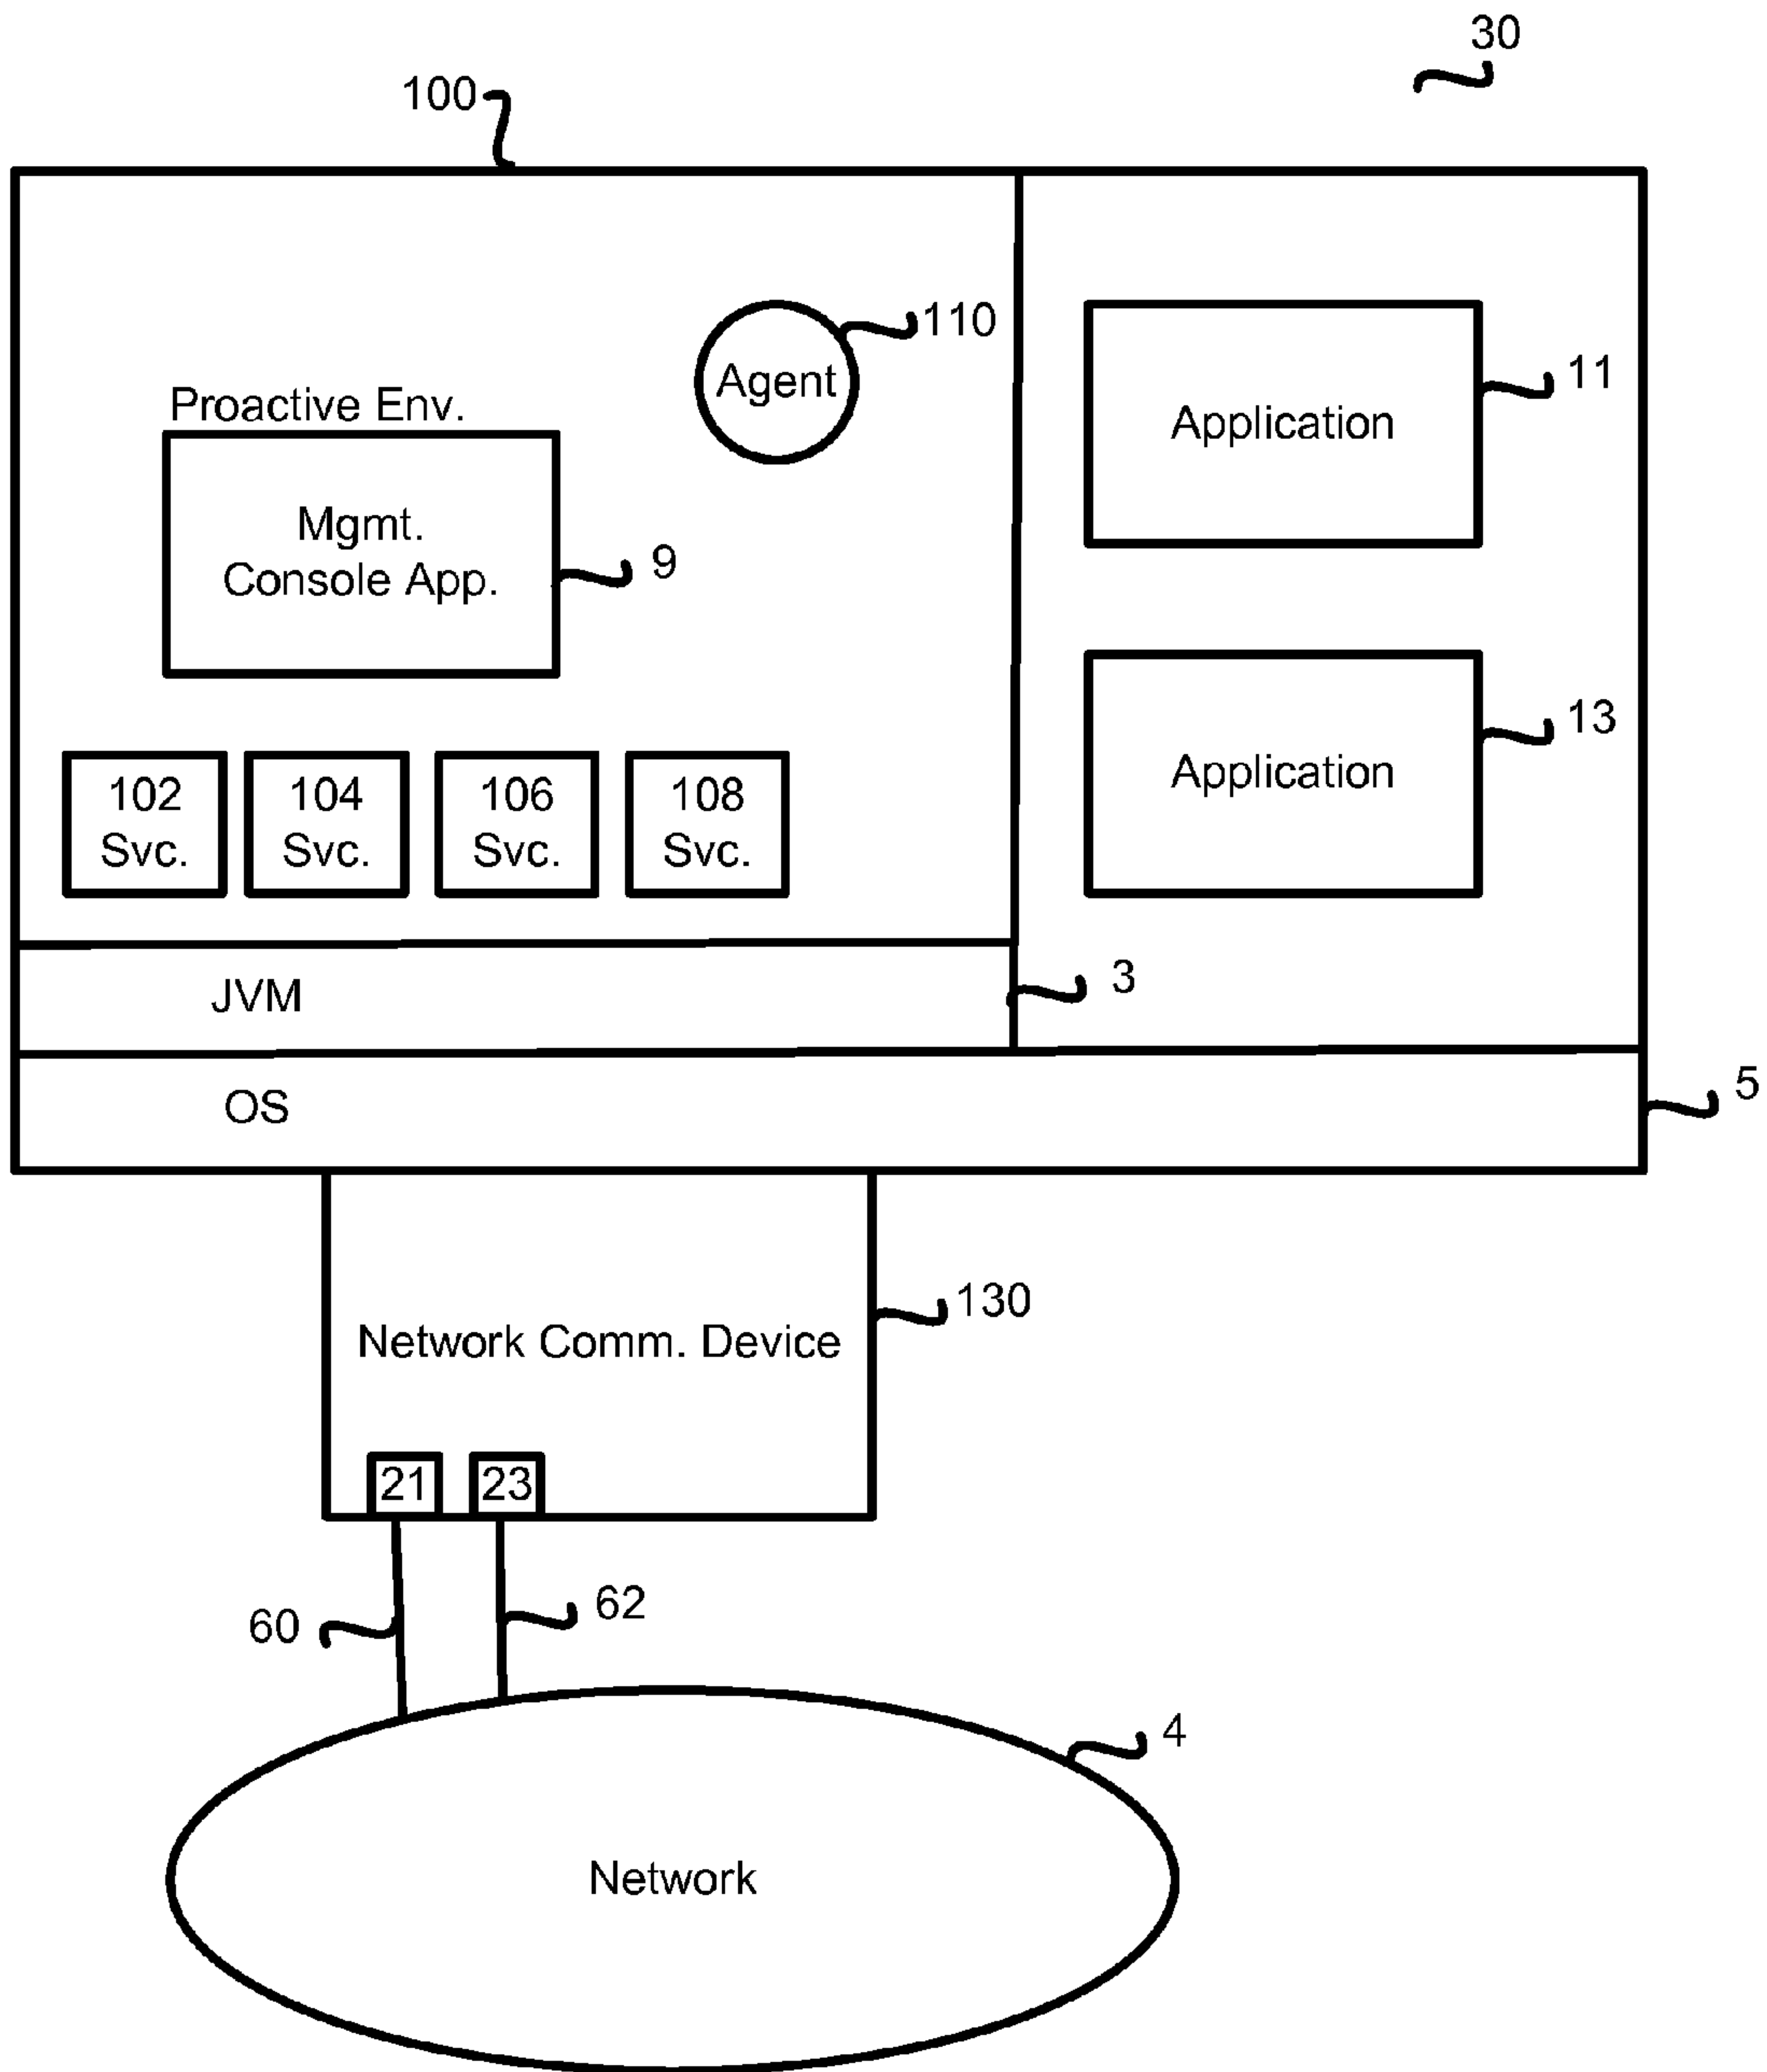 30
100
110
Agent
11
Proactive Env.
Application
Mgmt.
Console App.
9
13
Application
102
Svc.
104
Svc.
106
Svc.
108
Svc.
3
JVM
5
OS
130
Network Comm. Device
21
23
60
62
4
Network